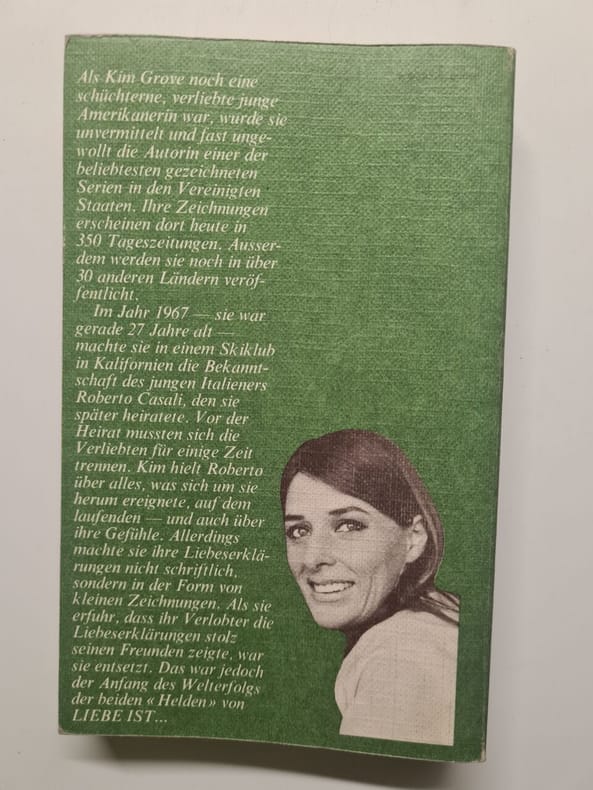 Als Kim Grove noch eine
schüchterne, verliebte junge
Amerikanerin war, wurde sie
unvermittelt und fast unge-
wollt die Autorin einer der
beliebtesten gezeichneten
Serien in den Vereinigten
Staaten. Ihre Zeichnungen
erscheinen dort heute in
350 Tageszeitungen. Ausser-
dem werden sie noch in über
30 anderen Ländern veröf-
fentlicht.
Im Jahr 1967 — sie war
gerade 27 Jahre alt —
machte sie in einem Skiklub
in Kalifornien die Bekannt-
schaft des jungen Italieners
Roberto Casali, den sie
später heiratete. Vor der
Heirat mussten sich die
Verliebten für einige Zeit
trennen. Kim hielt Roberto
über alles, was sich um sie
herum ereignete, auf dem
laufenden — und auch über
ihre Gefühle. Allerdings
machte sie ihre Liebeserklä-
rungen nicht schriftlich,
sondern in der Form von
kleinen Zeichnungen. Als sie
erfuhr, dass ihr Verlobter die
Liebeserklärungen stolz
seinen Freunden zeigte, war
sie entsetzt. Das war jedoch
der Anfang des Welterfolgs
der beiden « Helden » von
LIEBE IST...